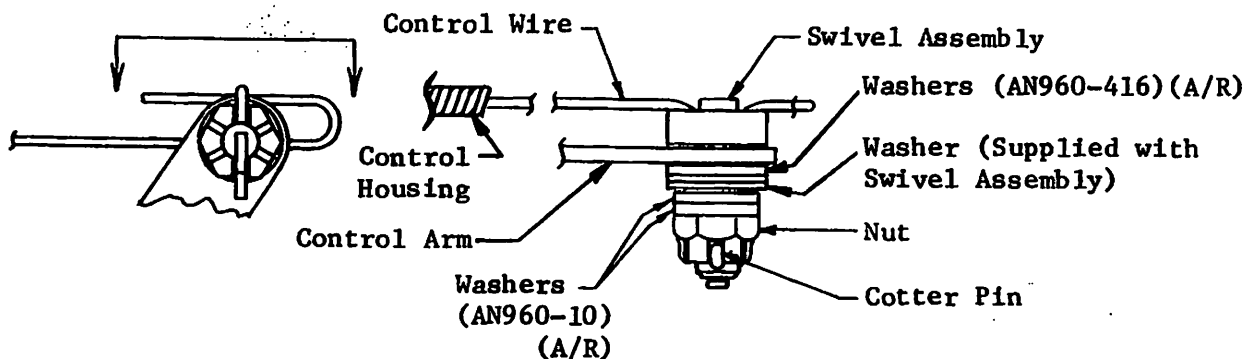 Control Wire
Swivel Assembly
Washers (AN960-416)(A/R)
Control
Housing
Washer (Supplied with
Swivel Assembly)
Control Arm
Nut
Washers
(AN960-10)
(A/R)
Cotter Pin